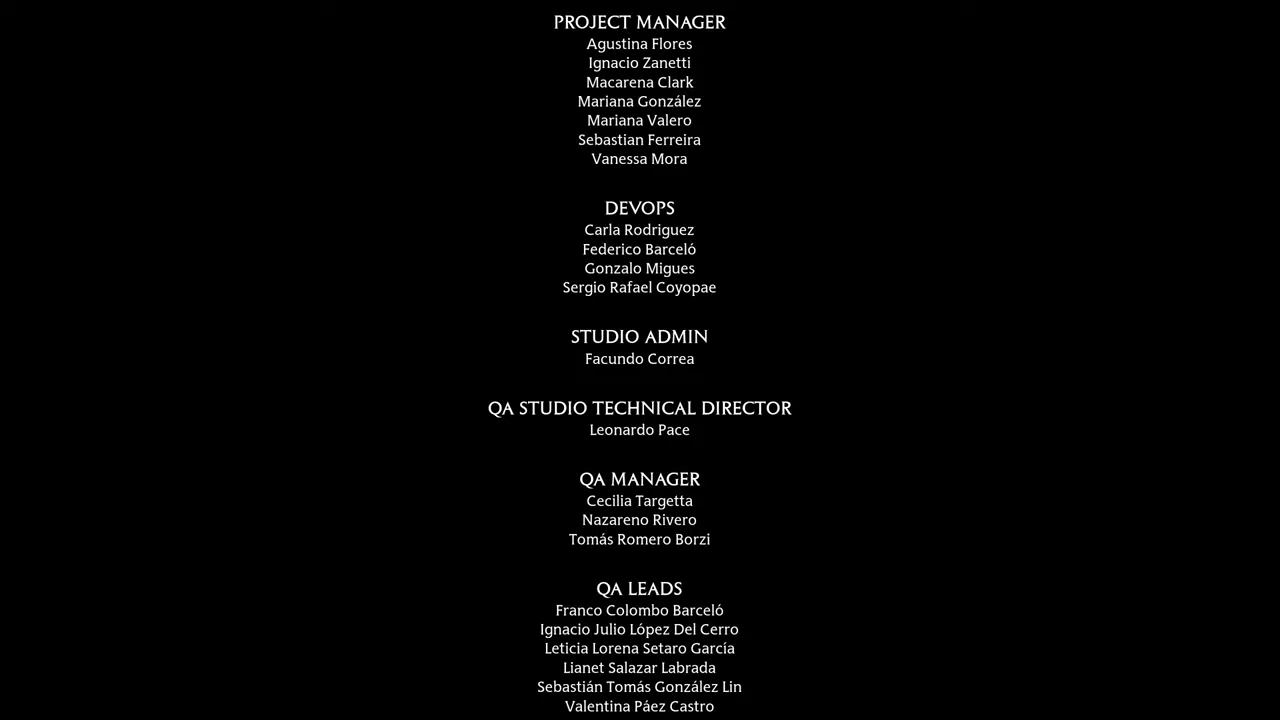 PROJECT MANAGER
Agustina Flores
Ignacio Zanetti
Macarena Clark
Mariana González
Mariana Valero
Sebastian Ferreira
Vanessa Mora
DEVOPS
Carla Rodriguez
Federico Barceló
Gonzalo Migues
Sergio Rafael Coyopae
STUDIO ADMIN
Facundo Correa
QA STUDIO TECHNICAL DIRECTOR
Leonardo Pace
QA MANAGER
Cecilia Targetta
Nazareno Rivero
Tomás Romero Borzi
QA LEADS
Franco Colombo Barceló
Ignacio Julio López Del Cerro
Leticia Lorena Setaro García
Lianet Salazar Labrada
Sebastián Tomás González Lin
Valentina Páez Castro